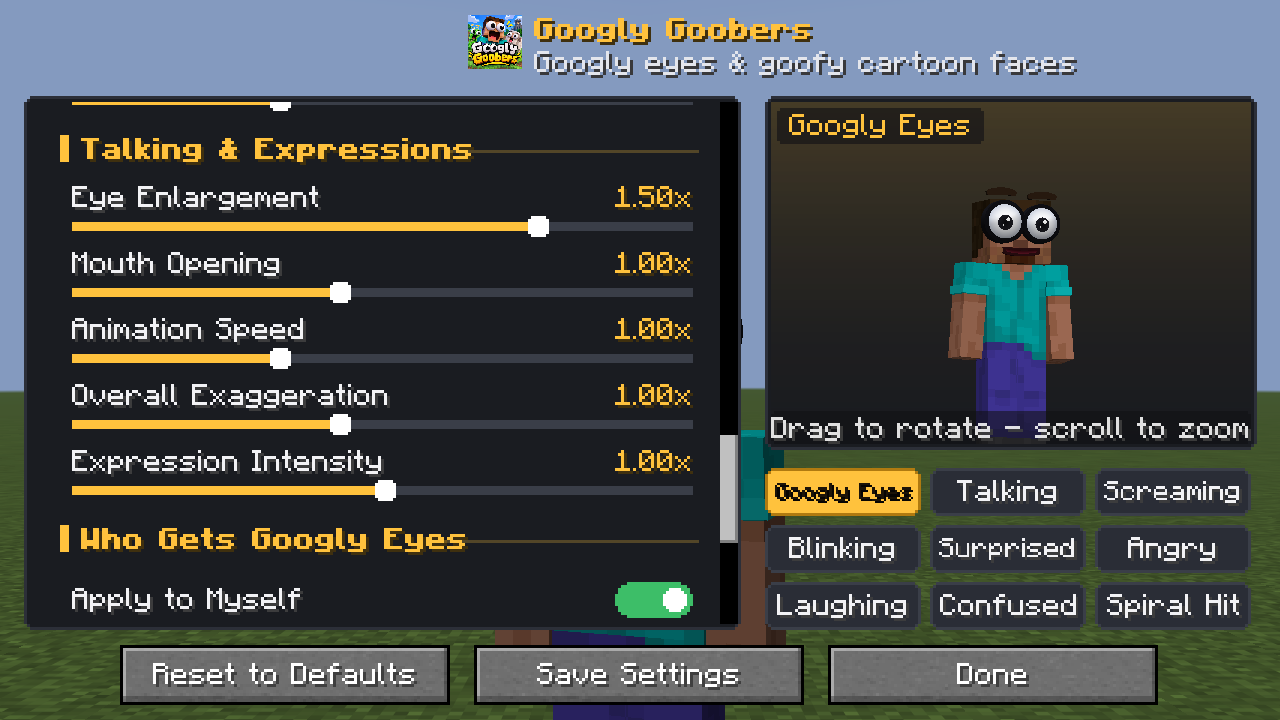 Googly Goobers
Googly Goobers
Googly eyes & goofy cartoon faces
Talking & Expressions
Eye Enlargement 1.50x
Mouth Opening 1.00x
Animation Speed 1.00x
Overall Exaggeration 1.00x
Expression Intensity 1.00x
Who Gets Googly Eyes
Apply to Myself
Googly Eyes
Drag to rotate - scroll to zoom
Googly Eyes Talking Screaming
Blinking Surprised Angry
Laughing Confused Spiral Hit
Reset to Defaults Save Settings Done